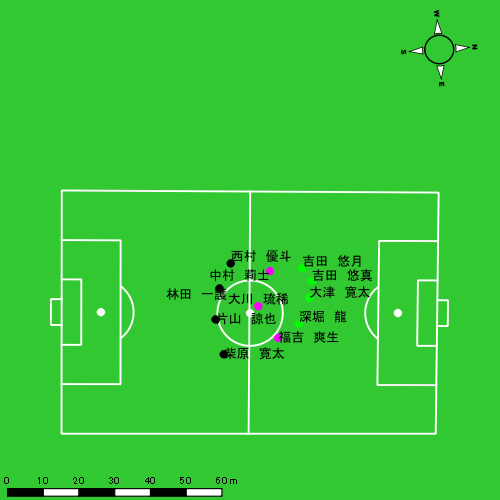 W
N
S
E
西村　優斗
吉田　悠月
中村　莉士
吉田　悠真
林田　一護
大川　琉稀
大津　寛太
片山　諒也
深堀　龍
福吉　爽生
柴原　寛太
0 10 20 30 40 50 60 m